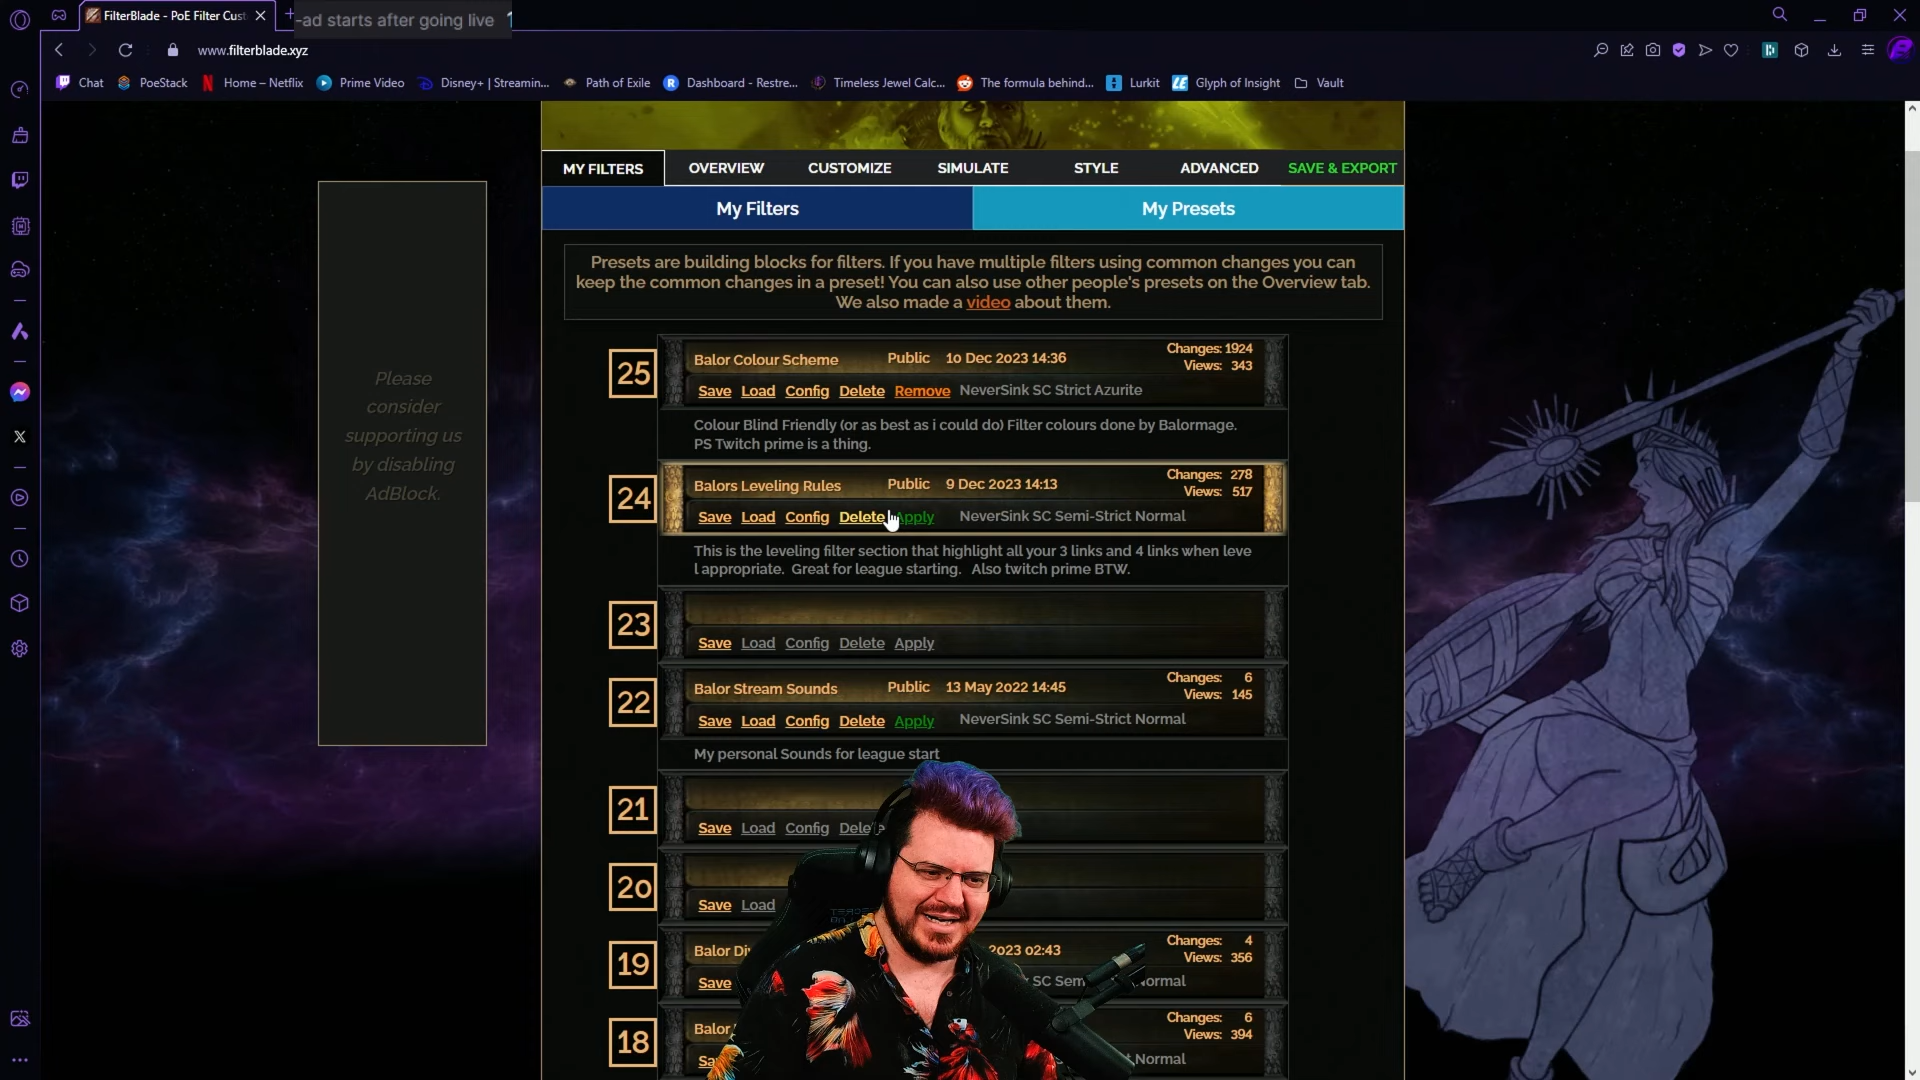 FilterBlade - PoE Filter Cust
-ad starts after going live
www.filterblade.xyz
Chat
PoeStack
Home – Netflix
Prime Video
Disney+ | Streamin...
Path of Exile
Dashboard - Restre...
Timeless Jewel Calc...
The formula behind...
Lurkit
Glyph of Insight
Vault
MY FILTERS
OVERVIEW
CUSTOMIZE
SIMULATE
STYLE
ADVANCED
SAVE & EXPORT
My Filters
My Presets
Presets are building blocks for filters. If you have multiple filters using common changes you can
keep the common changes in a preset! You can also use other people's presets on the Overview tab.
We also made a video about them.
Please
consider
supporting us
by disabling
AdBlock.
25
Balor Colour Scheme Public 10 Dec 2023 14:36 Changes: 1924
Views: 343
Save Load Config Delete Remove NeverSink SC Strict Azurite
Colour Blind Friendly (or as best as i could do) Filter colours done by Balormage.
PS Twitch prime is a thing.
24
Balors Leveling Rules Public 9 Dec 2023 14:13 Changes: 278
Views: 517
Save Load Config Delete Apply NeverSink SC Semi-Strict Normal
This is the leveling filter section that highlight all your 3 links and 4 links when leve
l appropriate. Great for league starting. Also twitch prime BTW.
23
Save Load Config Delete Apply
22
Balor Stream Sounds Public 13 May 2022 14:45 Changes: 6
Views: 145
Save Load Config Delete Apply NeverSink SC Semi-Strict Normal
My personal Sounds for league start
21
Save Load Config Delete
20
Save Load
19
Balor Di 2023 02:43 Changes: 4
Views: 356
Save SC Sem ormal
18
Balor Changes: 6
Views: 394
Sa t Normal